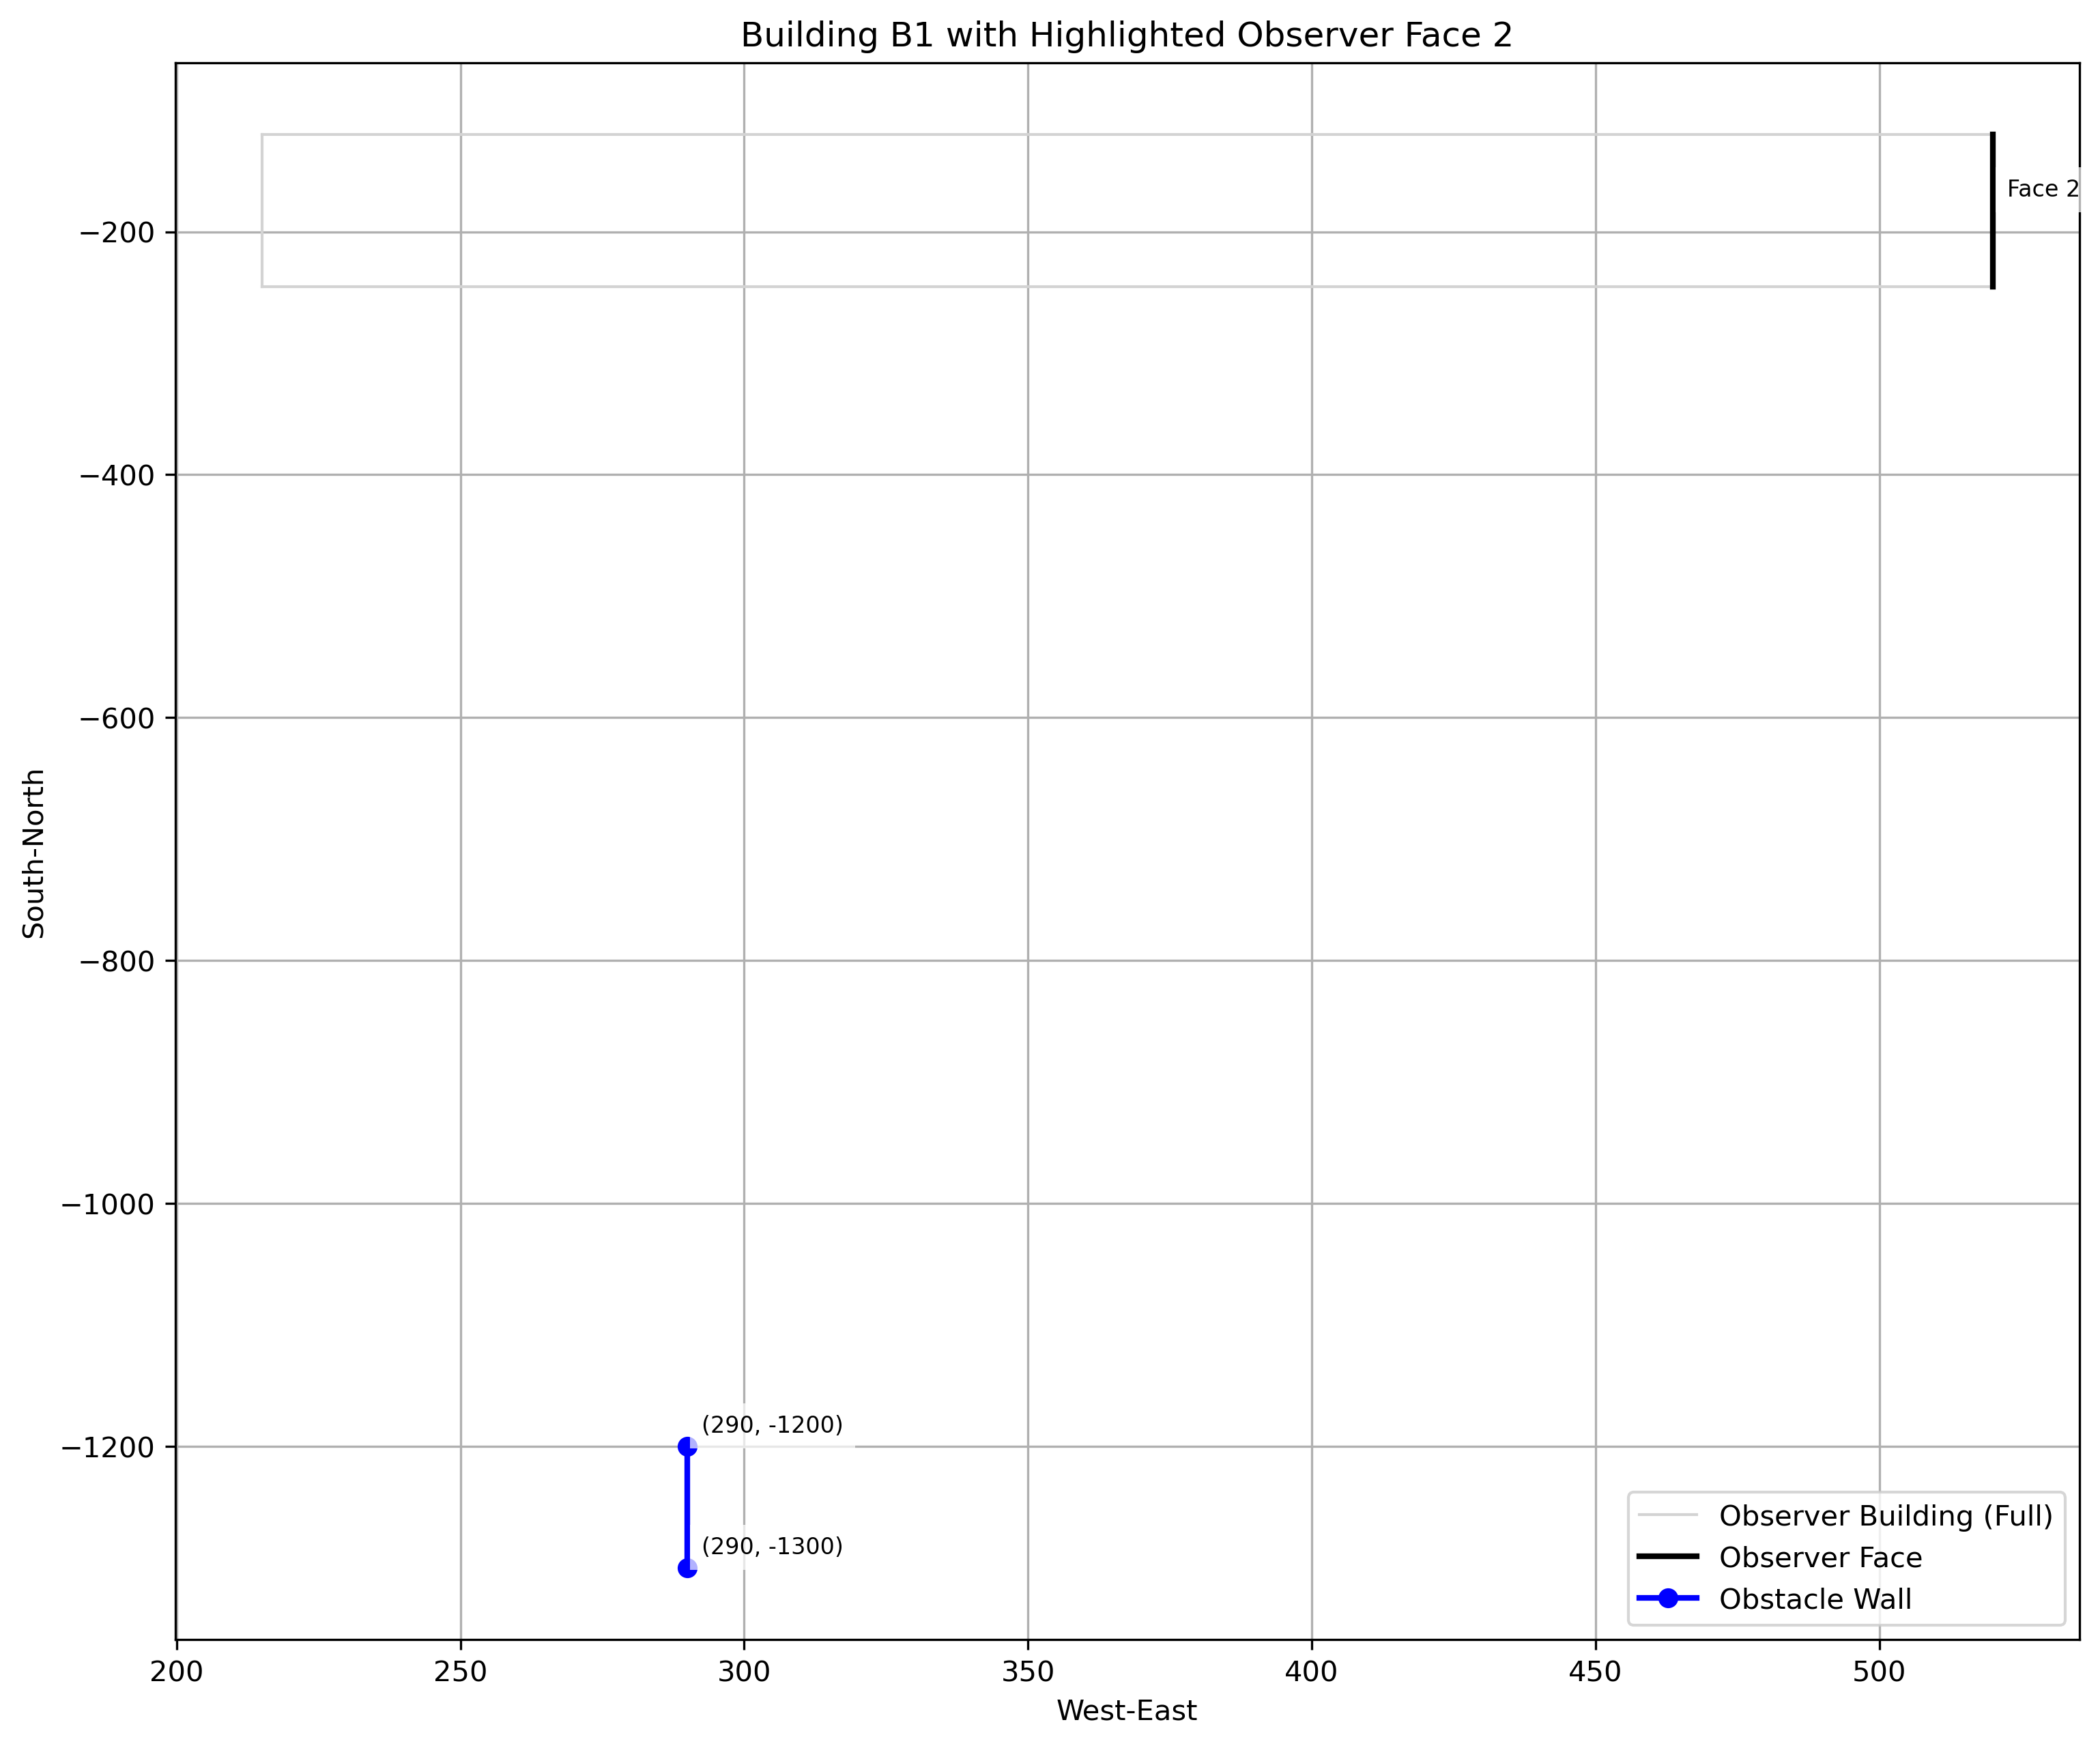 Building B1 with Highlighted Observer Face 2
Face 2
−200
−400
−600
−800
−1000
−1200
South-North
(290, -1200)
(290, -1300)
Observer Building (Full)
Observer Face
Obstacle Wall
200 250 300 350 400 450 500
West-East